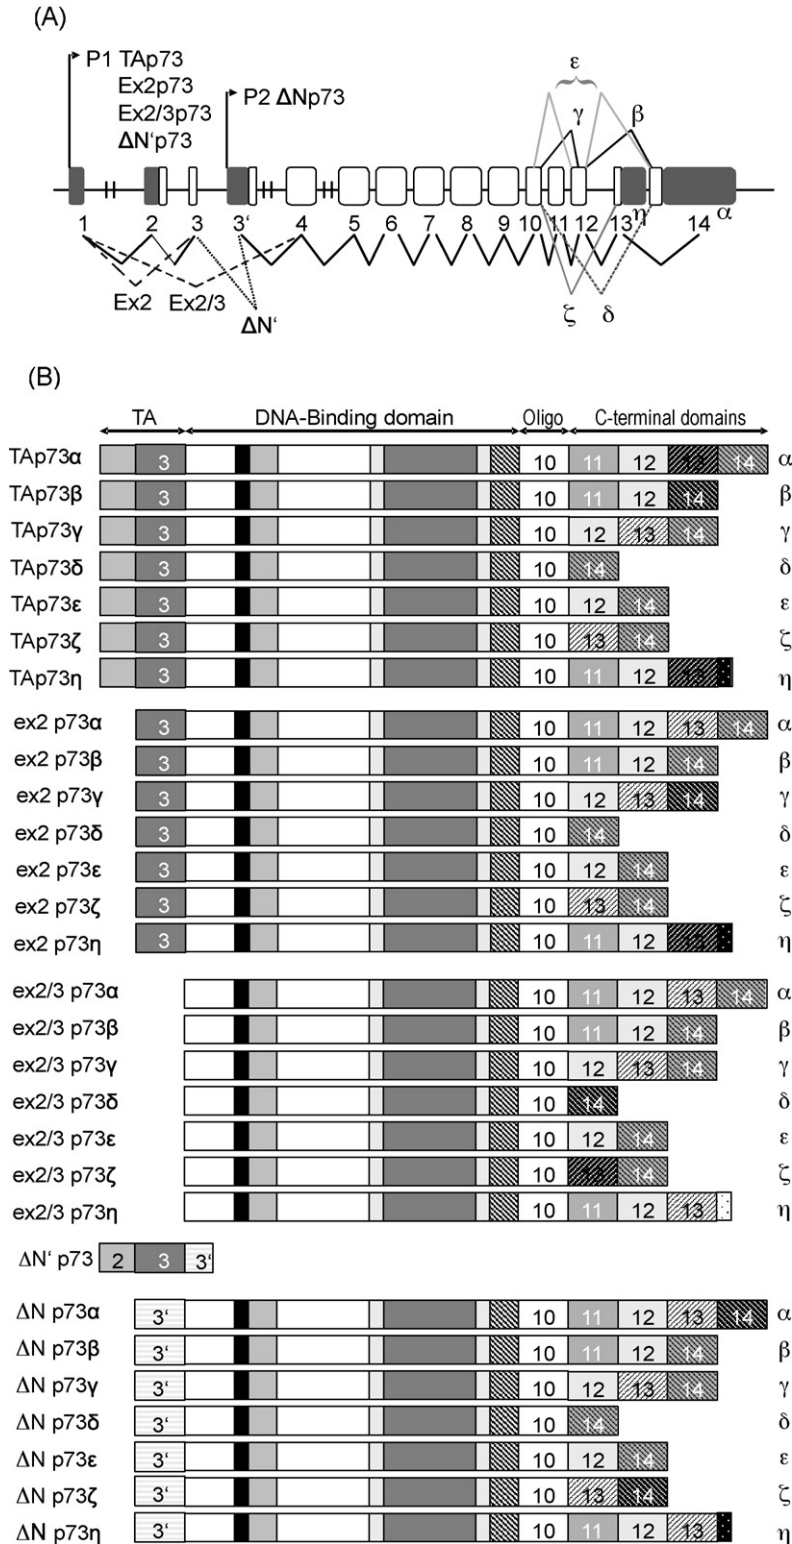 (A)
P1 TAp73
Ex2p73
Ex2/3p73
ΔN‘p73
P2 ΔNp73
ε
γ
β
η
α
1 2 3 3‘ 4 5 6 7 8 9 10 11 12 13 14
Ex2
Ex2/3
ΔN‘
ζ
δ
(B)
TA DNA-Binding domain Oligo C-terminal domains
TAp73α 3 10 11 12 13 14 α
TAp73β 3 10 11 12 14 β
TAp73γ 3 10 12 13 14 γ
TAp73δ 3 10 14 δ
TAp73ε 3 10 12 14 ε
TAp73ζ 3 10 13 14 ζ
TAp73η 3 10 11 12 13 η
ex2 p73α 3 10 11 12 13 14 α
ex2 p73β 3 10 11 12 14 β
ex2 p73γ 3 10 12 13 14 γ
ex2 p73δ 3 10 14 δ
ex2 p73ε 3 10 12 14 ε
ex2 p73ζ 3 10 13 14 ζ
ex2 p73η 3 10 11 12 13 η
ex2/3 p73α 10 11 12 13 14 α
ex2/3 p73β 10 11 12 14 β
ex2/3 p73γ 10 12 13 14 γ
ex2/3 p73δ 10 14 δ
ex2/3 p73ε 10 12 14 ε
ex2/3 p73ζ 10 13 14 ζ
ex2/3 p73η 10 11 12 13 η
ΔN‘ p73 2 3 3‘
ΔN p73α 3‘ 10 11 12 13 14 α
ΔN p73β 3‘ 10 11 12 14 β
ΔN p73γ 3‘ 10 12 13 14 γ
ΔN p73δ 3‘ 10 14 δ
ΔN p73ε 3‘ 10 12 14 ε
ΔN p73ζ 3‘ 10 13 14 ζ
ΔN p73η 3‘ 10 11 12 13 η